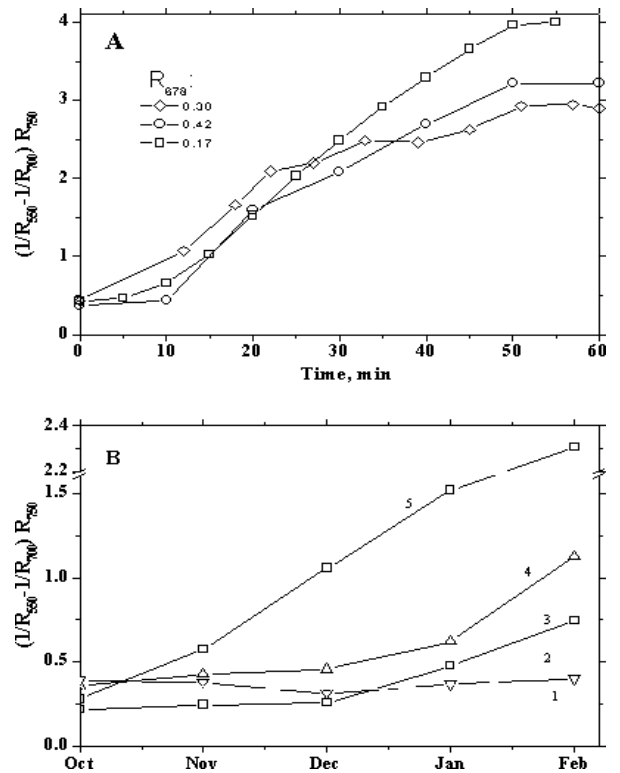 A
(1/R550-1/R700) R750
4
3
2
1
0
R678:
0.30
0.42
0.17
0 10 20 30 40 50 60
Time, min
B
(1/R550-1/R700) R750
2.4
2.2
1.5
1.0
0.5
0.0
5
4
3
2
1
Oct Nov Dec Jan Feb